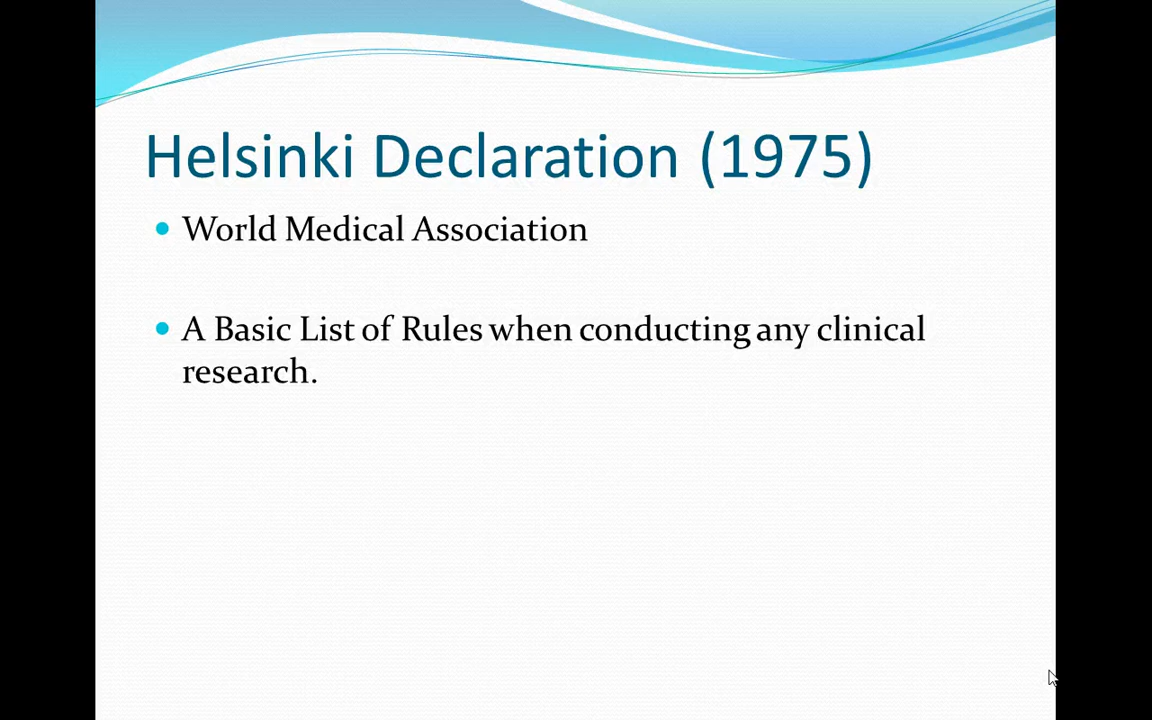 Helsinki Declaration (1975)
World Medical Association
A Basic List of Rules when conducting any clinical
research.